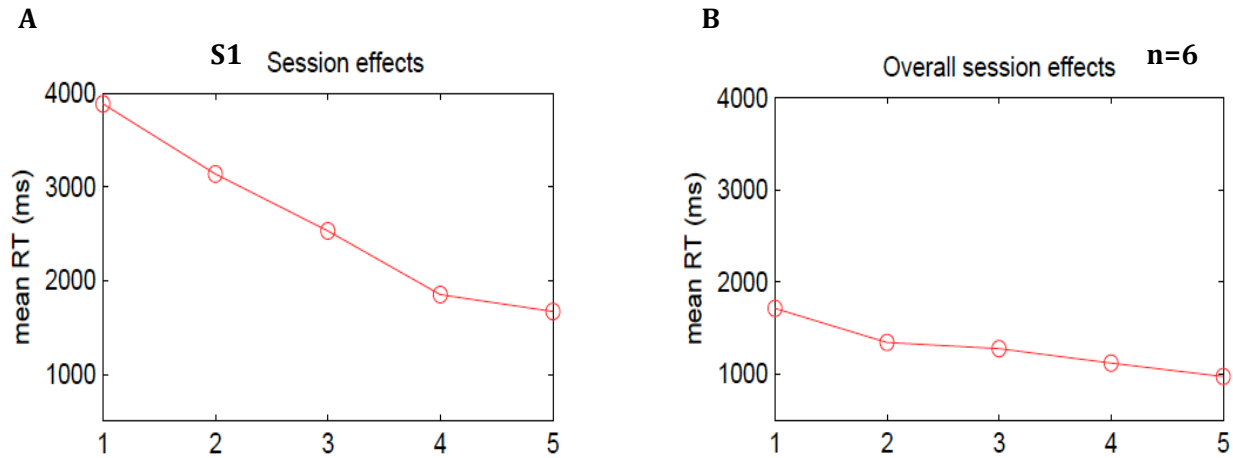 A
S1 Session effects
4000
3000
2000
1000
mean RT (ms)
1 2 3 4 5
B
Overall session effects n=6
4000
3000
2000
1000
mean RT (ms)
1 2 3 4 5